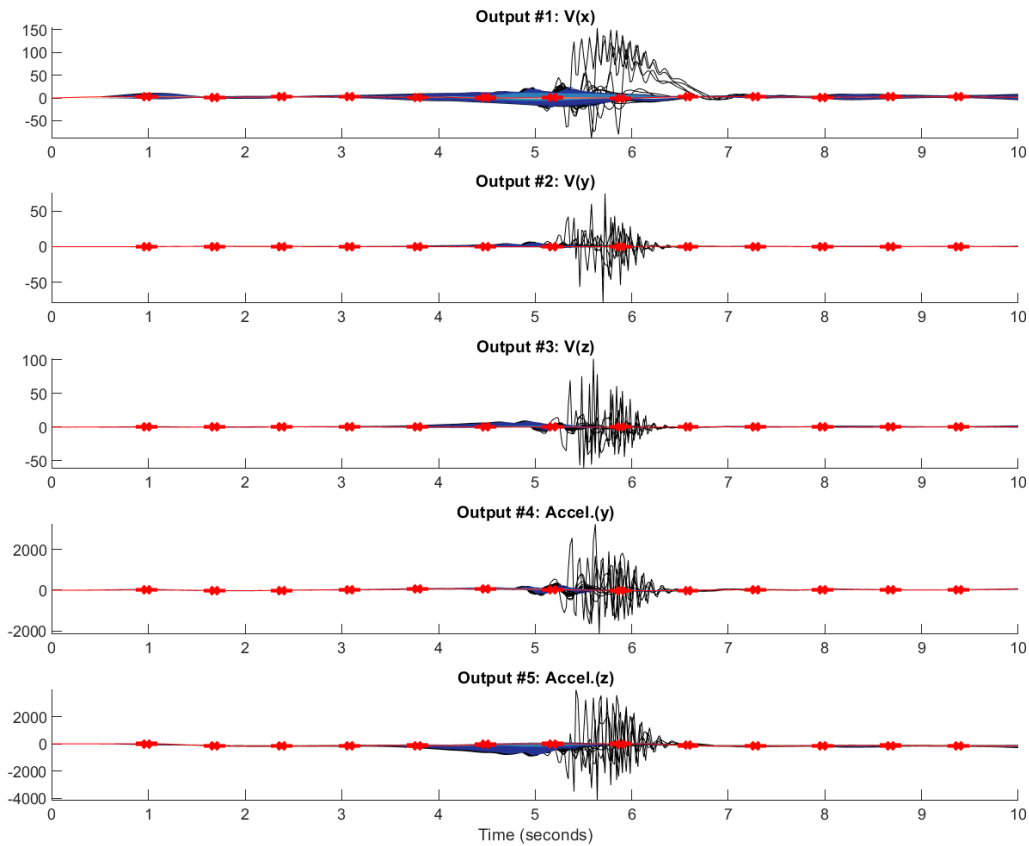 Output #1: V(x)
150
100
50
0
-50
0 1 2 3 4 5 6 7 8 9 10
Output #2: V(y)
50
0
-50
0 1 2 3 4 5 6 7 8 9 10
Output #3: V(z)
100
50
0
-50
0 1 2 3 4 5 6 7 8 9 10
Output #4: Accel.(y)
2000
0
-2000
0 1 2 3 4 5 6 7 8 9 10
Output #5: Accel.(z)
2000
0
-2000
-4000
0 1 2 3 4 5 6 7 8 9 10
Time (seconds)